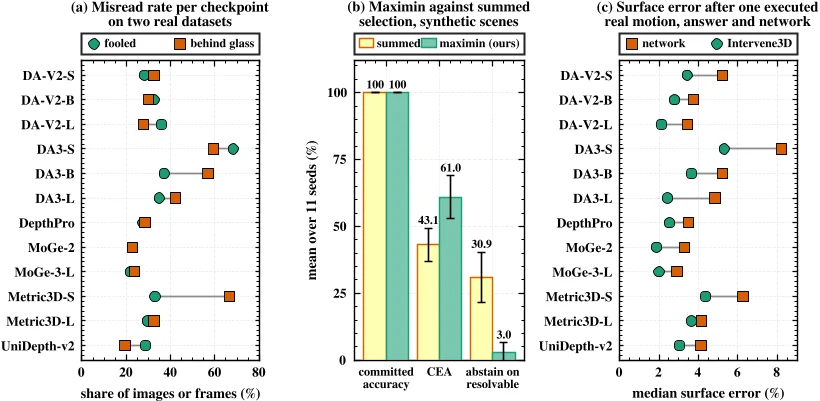 (a) Misread rate per checkpoint
on two real datasets
fooled behind glass
DA-V2-S
DA-V2-B
DA-V2-L
DA3-S
DA3-B
DA3-L
DepthPro
MoGe-2
MoGe-3-L
Metric3D-S
Metric3D-L
UniDepth-v2
0 20 40 60 80
share of images or frames (%)
(b) Maximin against summed
selection, synthetic scenes
summed maximin (ours)
mean over 11 seeds (%)
100
75
50
25
0
100 100
43.1
61.0
30.9
3.0
committed
accuracy
CEA
abstain on
resolvable
(c) Surface error after one executed
real motion, answer and network
network Intervene3D
DA-V2-S
DA-V2-B
DA-V2-L
DA3-S
DA3-B
DA3-L
DepthPro
MoGe-2
MoGe-3-L
Metric3D-S
Metric3D-L
UniDepth-v2
0 2 4 6 8
median surface error (%)